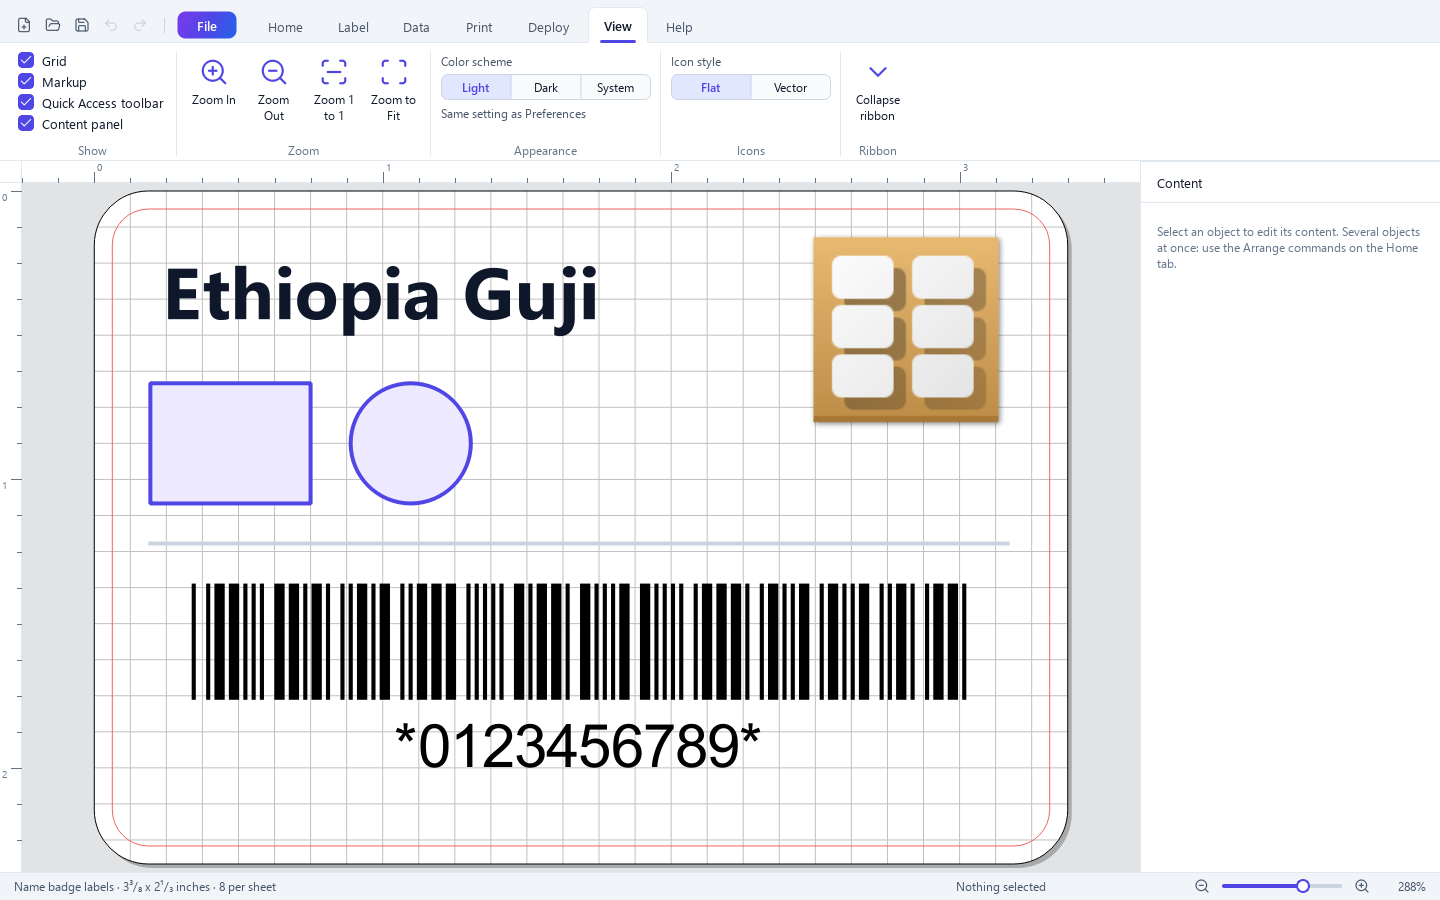 File
Home
Label
Data
Print
Deploy
View
Help
Grid
Markup
Quick Access toolbar
Content panel
Show
Zoom In
Zoom
Out
Zoom 1
to 1
Zoom to
Fit
Zoom
Color scheme
Light
Dark
System
Same setting as Preferences
Appearance
Icon style
Flat
Vector
Icons
Collapse
ribbon
Ribbon
0
1
2
3
0
1
2
Ethiopia Guji
*0123456789*
Content
Select an object to edit its content. Several objects
at once: use the Arrange commands on the Home
tab.
Name badge labels · 3³/₈ x 2¹/₃ inches · 8 per sheet
Nothing selected
288%